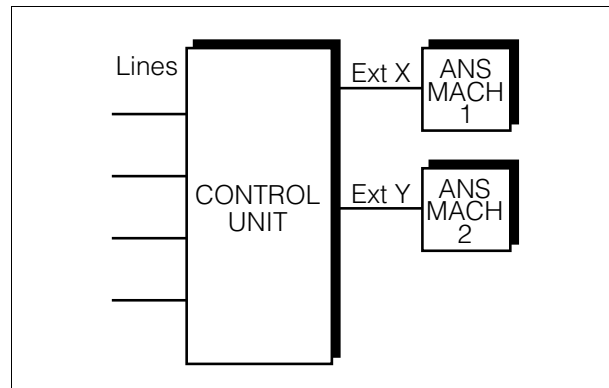 Lines
CONTROL
UNIT
Ext X
ANS
MACH
1
Ext Y
ANS
MACH
2